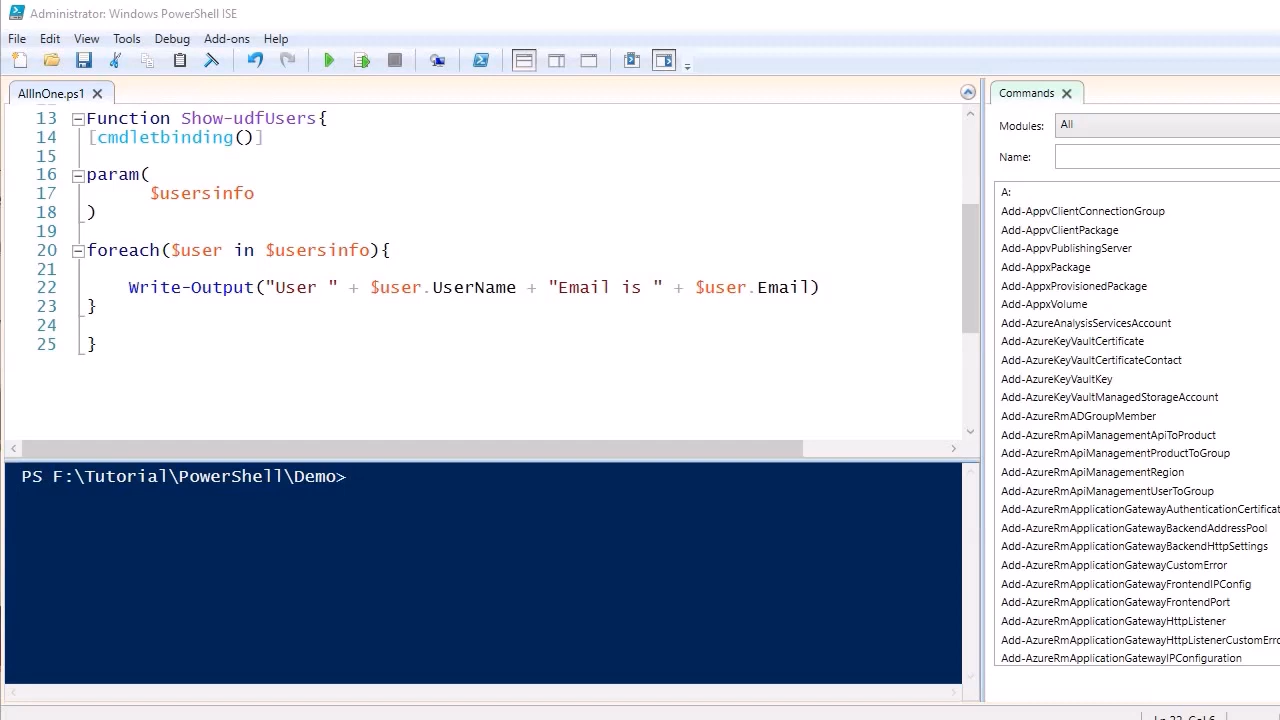 Administrator: Windows PowerShell ISE
File Edit View Tools Debug Add-ons Help
AllInOne.ps1
13 Function Show-udfUsers{
14 [cmdletbinding()]
15
16 param(
17 $usersinfo
18 )
19
20 foreach($user in $usersinfo){
21
22 Write-Output("User " + $user.UserName + "Email is " + $user.Email)
23 }
24
25 }
PS F:\Tutorial\PowerShell\Demo>
Commands
Modules: All
Name:
A:
Add-AppvClientConnectionGroup
Add-AppvClientPackage
Add-AppvPublishingServer
Add-AppxPackage
Add-AppxProvisionedPackage
Add-AppxVolume
Add-AzureAnalysisServicesAccount
Add-AzureKeyVaultCertificate
Add-AzureKeyVaultCertificateContact
Add-AzureKeyVaultKey
Add-AzureKeyVaultManagedStorageAccount
Add-AzureRmADGroupMember
Add-AzureRmApiManagementApiToProduct
Add-AzureRmApiManagementProductToGroup
Add-AzureRmApiManagementRegion
Add-AzureRmApiManagementUserToGroup
Add-AzureRmApplicationGatewayAuthenticationCertifica
Add-AzureRmApplicationGatewayBackendAddressPool
Add-AzureRmApplicationGatewayBackendHttpSettings
Add-AzureRmApplicationGatewayCustomError
Add-AzureRmApplicationGatewayFrontendIPConfig
Add-AzureRmApplicationGatewayFrontendPort
Add-AzureRmApplicationGatewayHttpListener
Add-AzureRmApplicationGatewayHttpListenerCustomErro
Add-AzureRmApplicationGatewayIPConfiguration